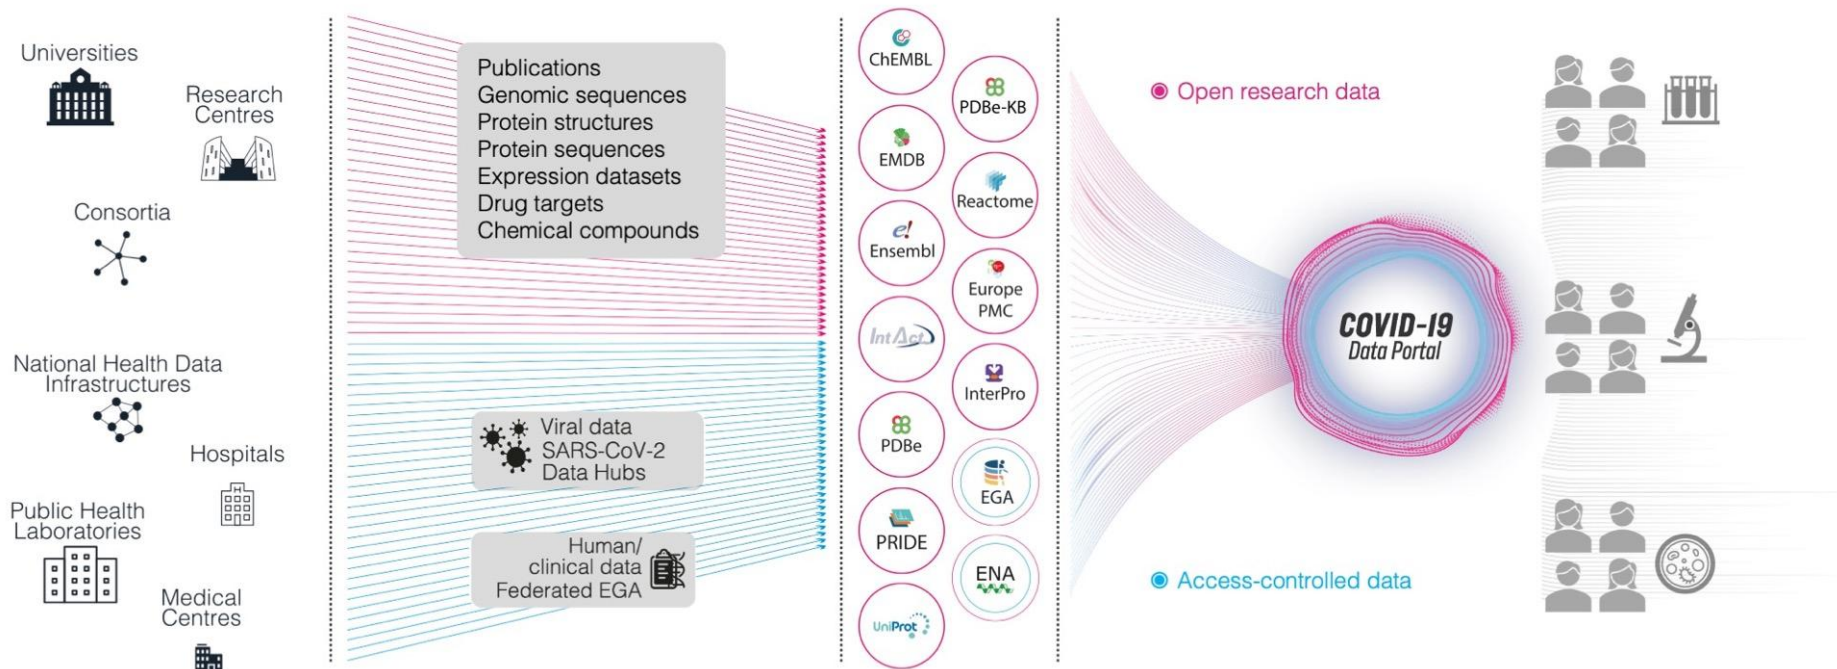 Universities
Research
Centres
Consortia
National Health Data
Infrastructures
Hospitals
Public Health
Laboratories
Medical
Centres
Publications
Genomic sequences
Protein structures
Protein sequences
Expression datasets
Drug targets
Chemical compounds
Viral data
SARS-CoV-2
Data Hubs
Human/
clinical data
Federated EGA
ChEMBL
PDBe-KB
EMDB
Reactome
e!
Ensembl
Europe
PMC
IntAct
InterPro
PDBe
EGA
PRIDE
ENA
UniProt
Open research data
COVID-19
Data Portal
Access-controlled data